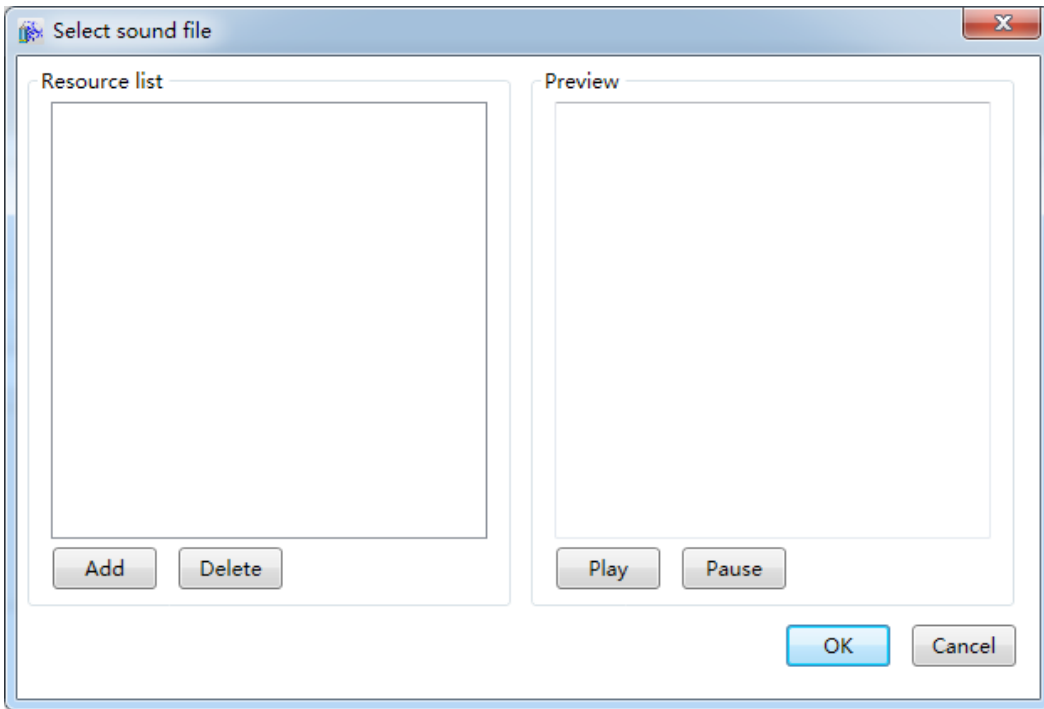 Select sound file
Resource list
Preview
Add Delete
Play Pause
OK Cancel